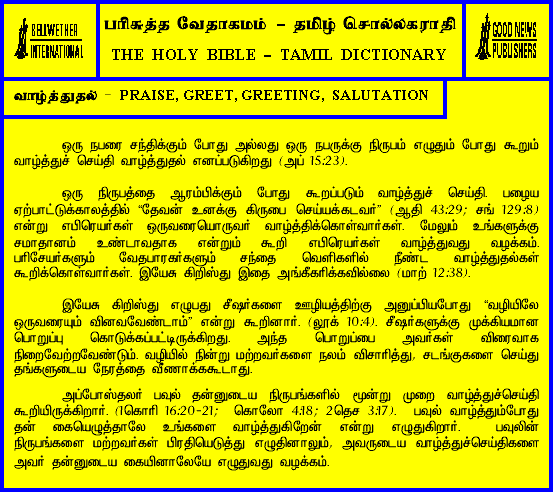 BELLWETHER
INTERNATIONAL
பரிசுத்த வேதாகமம் – தமிழ் சொல்லகராதி
THE HOLY BIBLE – TAMIL DICTIONARY
GOOD NEWS
PUBLISHERS
வாழ்த்துதல் – PRAISE, GREET, GREETING, SALUTATION
ஒரு நபரை சந்திக்கும் போது அல்லது ஒரு நபருக்கு நிருபம் எழுதும் போது கூறும்
வாழ்த்துச் செய்தி வாழ்த்துதல் எனப்படுகிறது (அப் 15:23).
ஒரு நிருபத்தை ஆரம்பிக்கும் போது கூறப்படும் வாழ்த்துச் செய்தி. பழைய
ஏற்பாட்டுக்காலத்தில் “தேவன் உனக்கு கிருபை செய்யக்கடவர்” (ஆதி 43:29; சங் 129:8)
என்று எபிரெயர்கள் ஒருவரையொருவர் வாழ்த்திக்கொள்வார்கள். மேலும் உங்களுக்கு
சமாதானம் உண்டாவதாக என்றும் கூறி எபிரெயர்கள் வாழ்த்துவது வழக்கம்.
பரிசேயர்களும் வேதபாரகர்களும் சந்தை வெளிகளில் நீண்ட வாழ்த்துதல்கள்
கூறிக்கொள்வார்கள். இயேசு கிறிஸ்து இதை அங்கீகரிக்கவில்லை (மாற் 12:38).
இயேசு கிறிஸ்து எழுபது சீஷர்களை ஊழியத்திற்கு அனுப்பியபோது “வழியிலே
ஒருவரையும் வினவவேண்டாம்” என்று கூறினார். (லூக் 10:4). சீஷர்களுக்கு முக்கியமான
பொறுப்பு கொடுக்கப்பட்டிருக்கிறது. அந்த பொறுப்பை அவர்கள் விரைவாக
நிறைவேற்றவேண்டும். வழியில் நின்று மற்றவர்களை நலம் விசாரித்து, சடங்குகளை செய்து
தங்களுடைய நேரத்தை வீணாக்ககூடாது.
அப்போஸ்தலர் பவுல் தன்னுடைய நிருபங்களில் மூன்று முறை வாழ்த்துச்செய்தி
கூறியிருக்கிறார். (1கொரி 16:20-21; கொலோ 4:18; 2தெச 3:17). பவுல் வாழ்த்தும்போது
தன் கையெழுத்தாலே உங்களை வாழ்த்துகிறேன் என்று எழுதுகிறார். பவுலின்
நிருபங்களை மற்றவர்கள் பிரதியெடுத்து எழுதினாலும், அவருடைய வாழ்த்துச்செய்திகளை
அவர் தன்னுடைய கையினாலேயே எழுதுவது வழக்கம்.